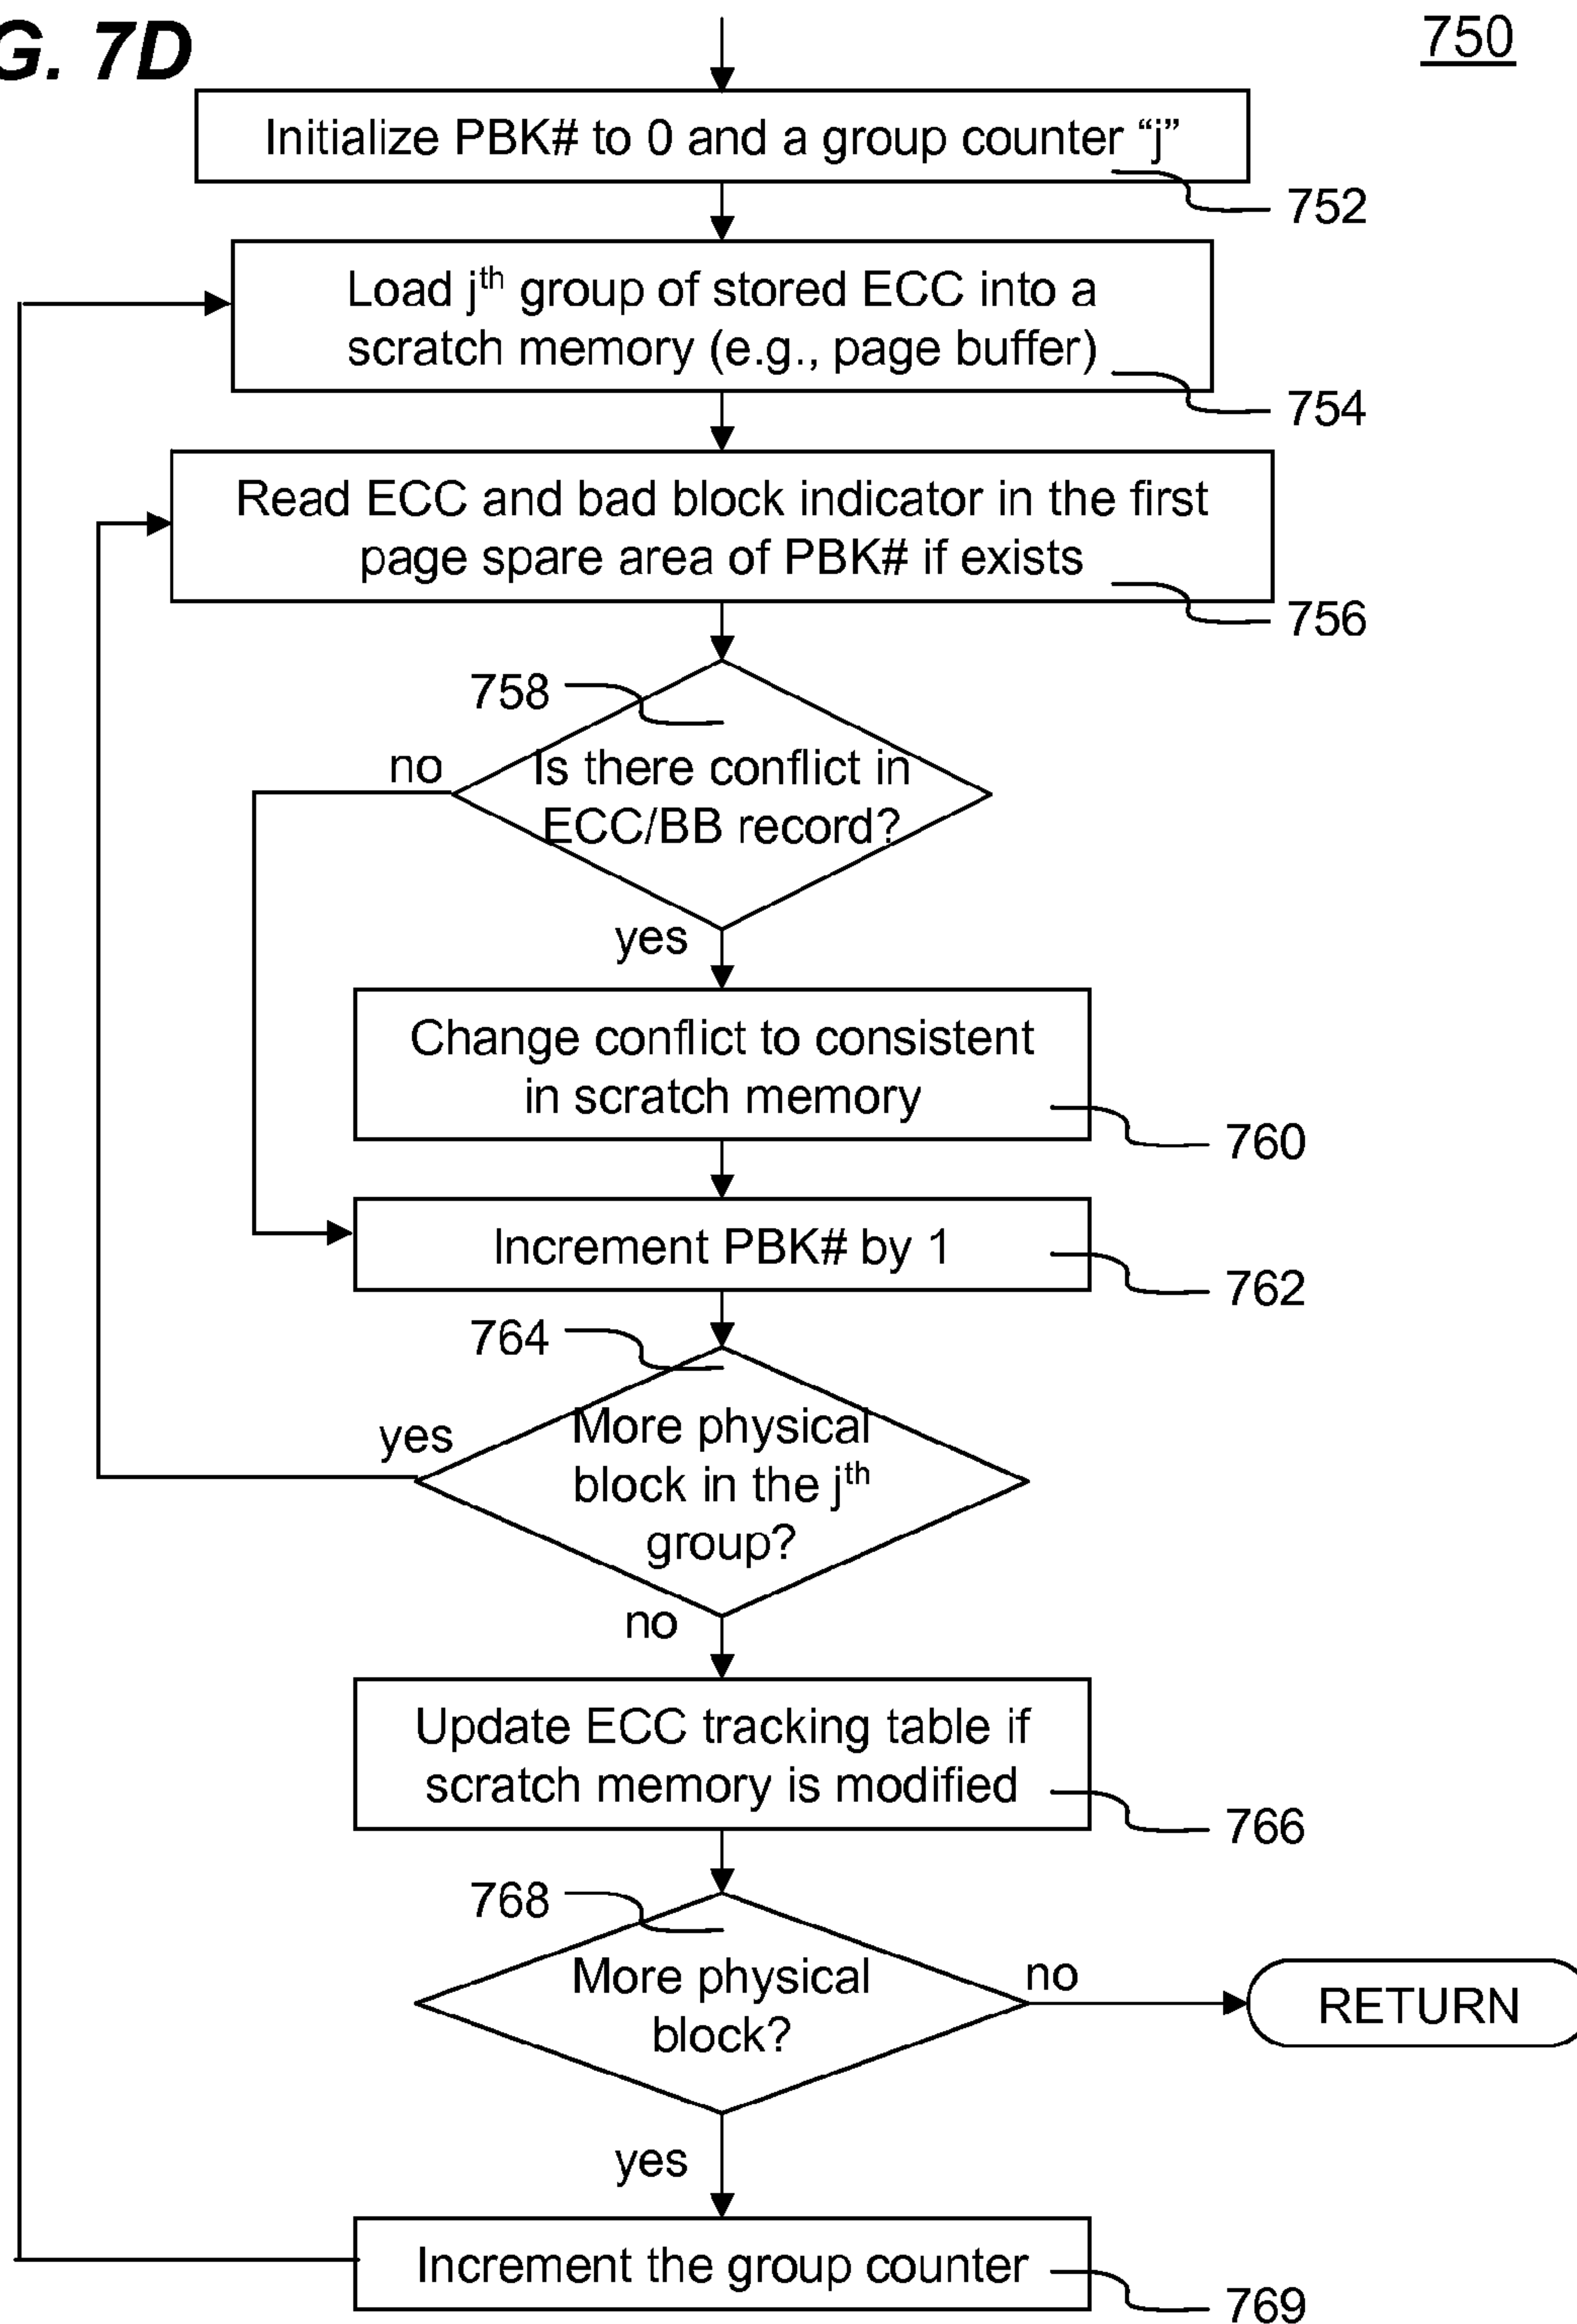 G. 7D
750
Initialize PBK# to 0 and a group counter “j”
752
Load jth group of stored ECC into a
scratch memory (e.g., page buffer)
754
Read ECC and bad block indicator in the first
page spare area of PBK# if exists
756
758
no
Is there conflict in
ECC/BB record?
yes
Change conflict to consistent
in scratch memory
760
Increment PBK# by 1
762
764
yes
More physical
block in the jth
group?
no
Update ECC tracking table if
scratch memory is modified
766
768
More physical
block?
no
RETURN
yes
Increment the group counter
769